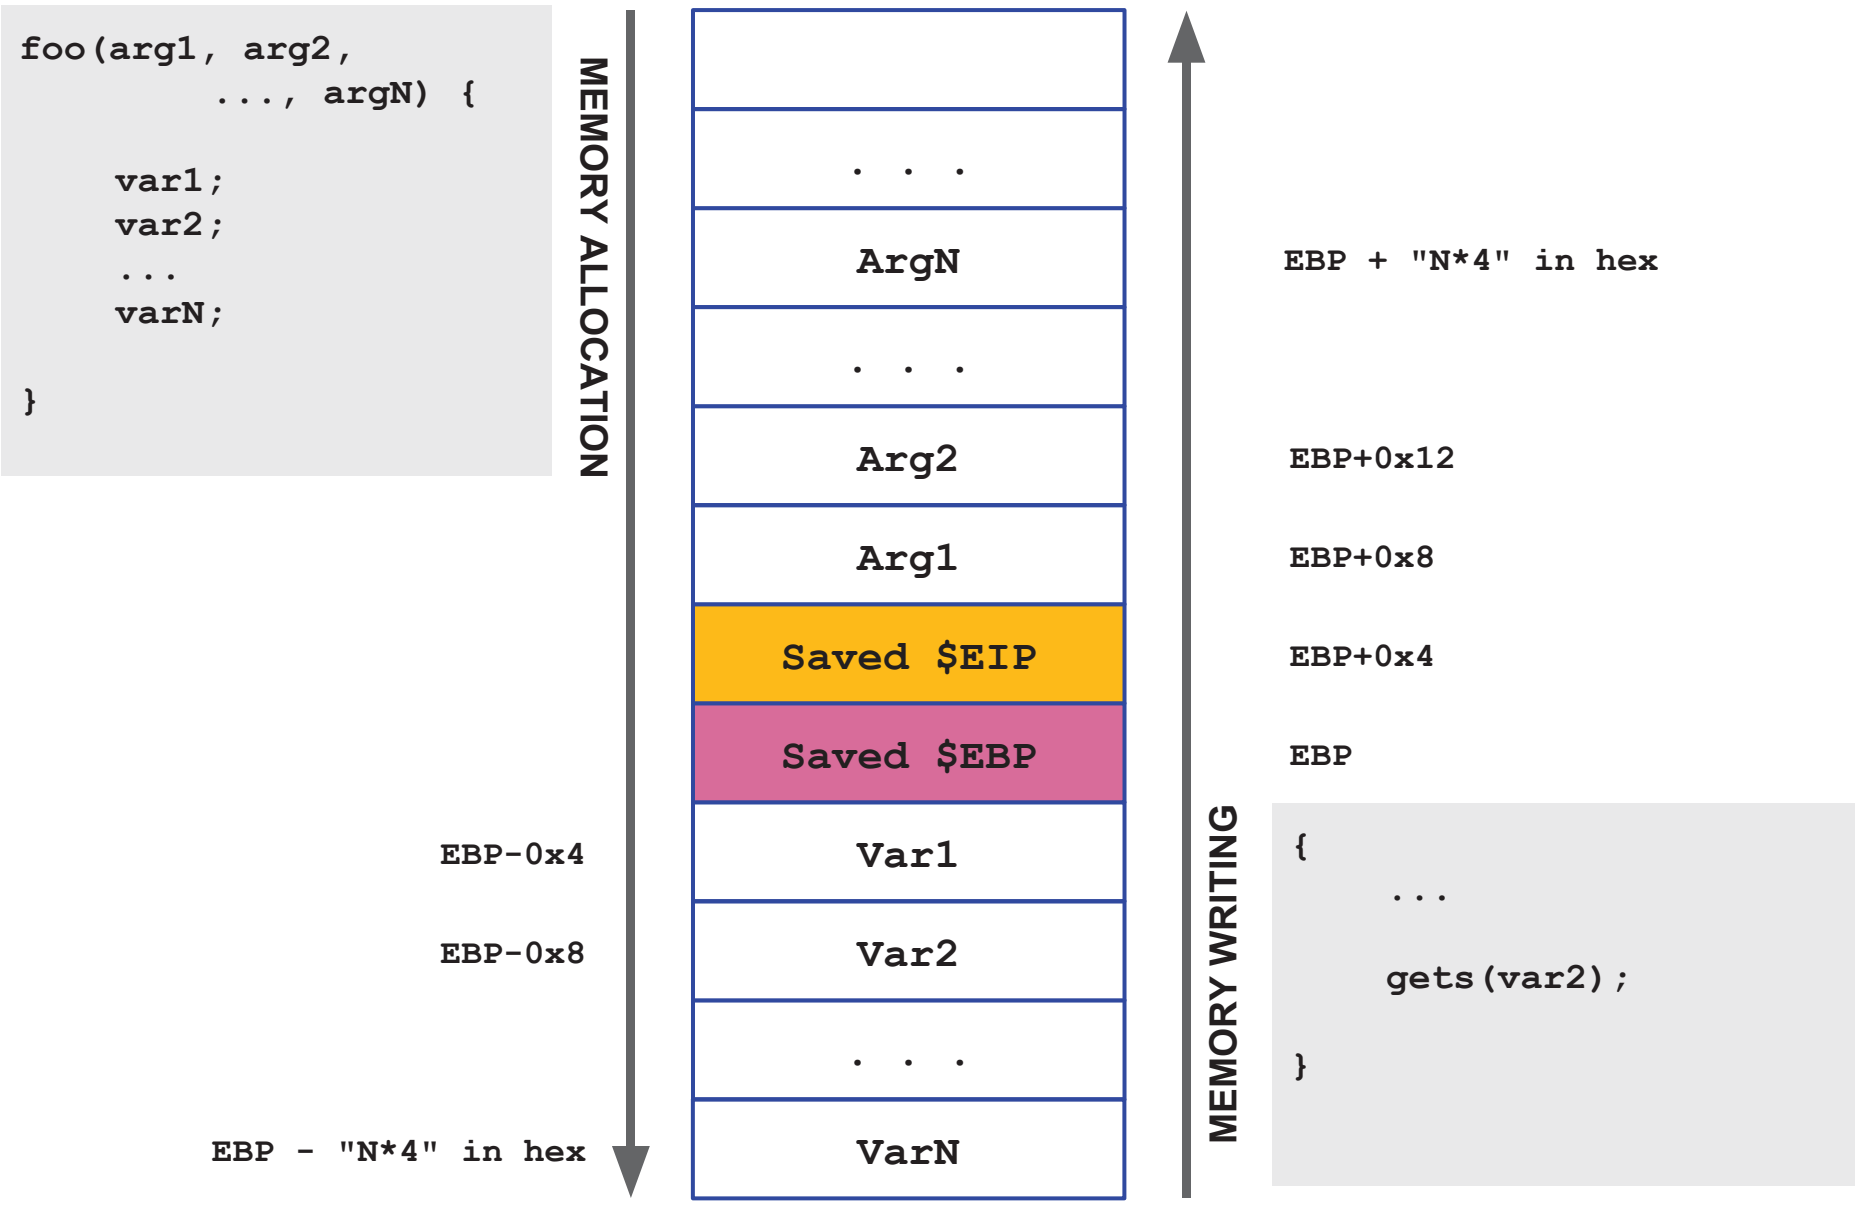 foo(arg1, arg2,
..., argN) {
var1;
var2;
...
varN;
}
MEMORY ALLOCATION
. . .
ArgN
EBP + "N*4" in hex
. . .
Arg2
EBP+0x12
Arg1
EBP+0x8
Saved $EIP
EBP+0x4
Saved $EBP
EBP
EBP-0x4
Var1
EBP-0x8
Var2
. . .
EBP - "N*4" in hex
VarN
MEMORY WRITING
{
...
gets(var2);
}